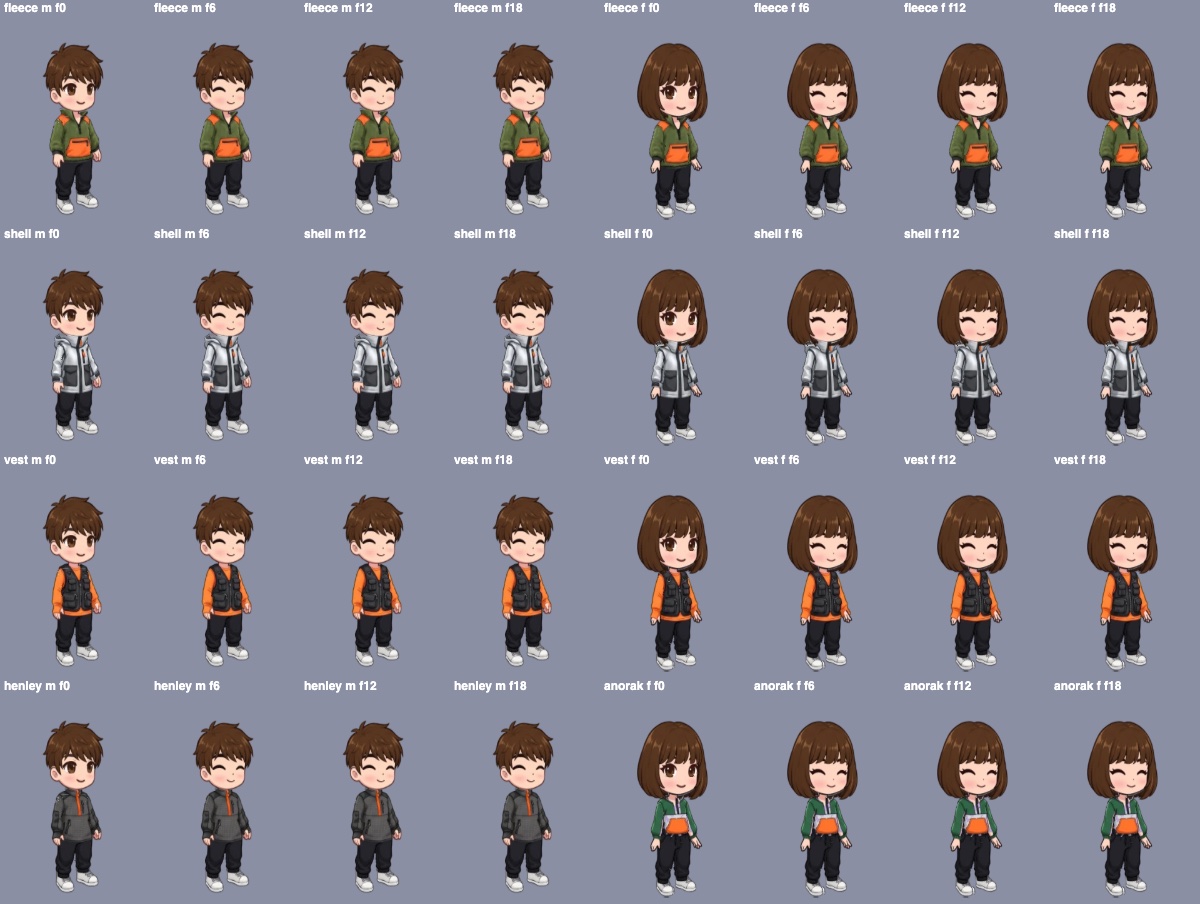 fleece m f0 fleece m f6 fleece m f12 fleece m f18 fleece f f0 fleece f f6 fleece f f12 fleece f f18
shell m f0 shell m f6 shell m f12 shell m f18 shell f f0 shell f f6 shell f f12 shell f f18
vest m f0 vest m f6 vest m f12 vest m f18 vest f f0 vest f f6 vest f f12 vest f f18
henley m f0 henley m f6 henley m f12 henley m f18 anorak f f0 anorak f f6 anorak f f12 anorak f f18